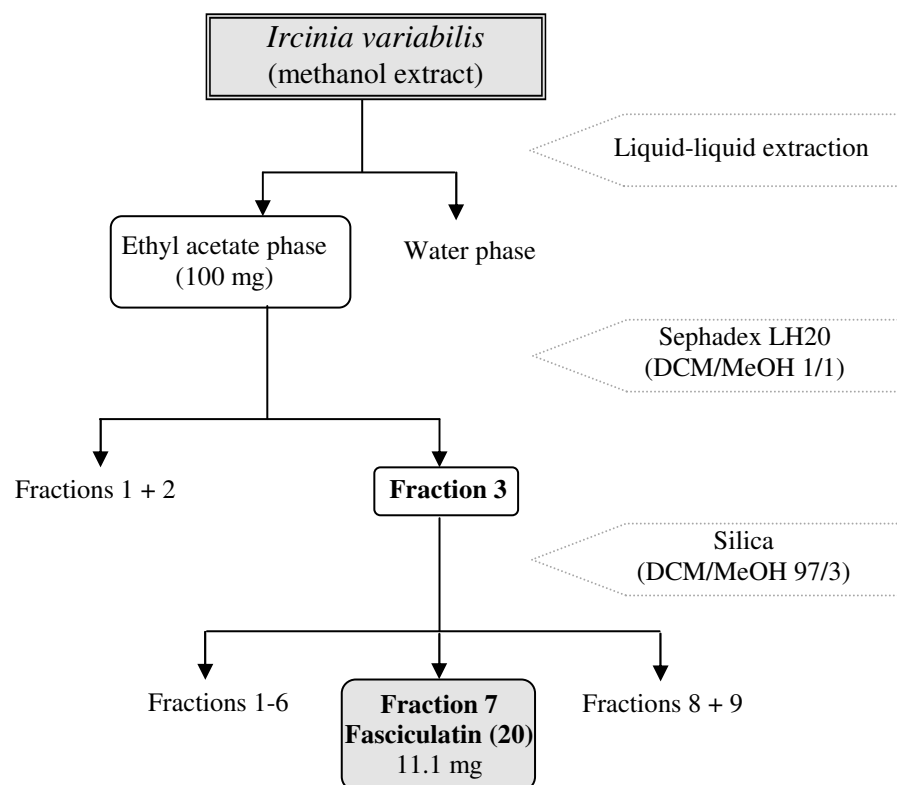 Ircinia variabilis
(methanol extract)
Liquid-liquid extraction
Ethyl acetate phase
(100 mg)
Water phase
Sephadex LH20
(DCM/MeOH 1/1)
Fractions 1 + 2
Fraction 3
Silica
(DCM/MeOH 97/3)
Fractions 1-6
Fraction 7
Fasciculatin (20)
11.1 mg
Fractions 8 + 9